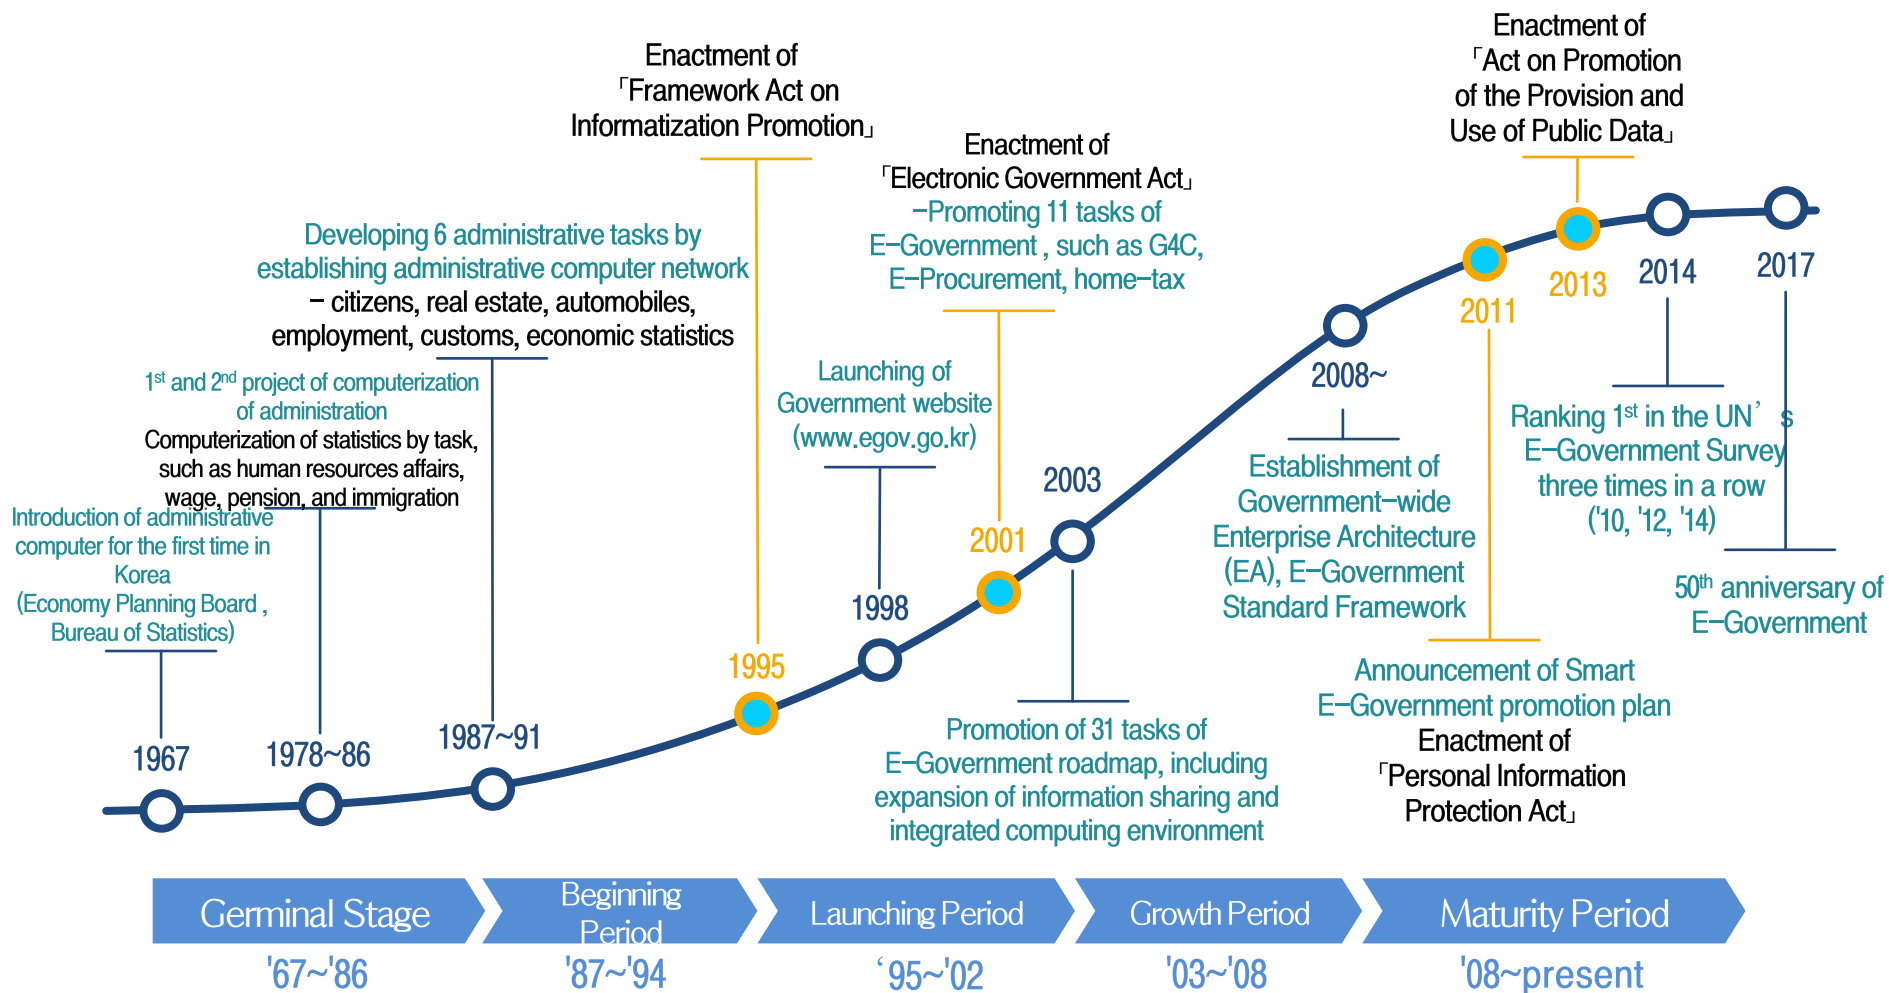 Introduction of administrative
computer for the first time in
Korea
(Economy Planning Board ,
Bureau of Statistics)
1967
1st and 2nd project of computerization
of administration
Computerization of statistics by task,
such as human resources affairs,
wage, pension, and immigration
1978~86
Developing 6 administrative tasks by
establishing administrative computer network
– citizens, real estate, automobiles,
employment, customs, economic statistics
1987~91
Enactment of
「Framework Act on
Informatization Promotion」
1995
Launching of
Government website
(www.egov.go.kr)
1998
Enactment of
「Electronic Government Act」
–Promoting 11 tasks of
E–Government , such as G4C,
E–Procurement, home–tax
2001
2003
Promotion of 31 tasks of
E–Government roadmap, including
expansion of information sharing and
integrated computing environment
2008~
Establishment of
Government–wide
Enterprise Architecture
(EA), E–Government
Standard Framework
2011
Announcement of Smart
E–Government promotion plan
Enactment of
「Personal Information
Protection Act」
Enactment of
「Act on Promotion
of the Provision and
Use of Public Data」
2013
2014
Ranking 1st in the UN’ s
E–Government Survey
three times in a row
('10, '12, '14)
2017
50th anniversary of
E–Government
Germinal Stage
'67~'86
Beginning
Period
'87~'94
Launching Period
‘95~'02
Growth Period
'03~'08
Maturity Period
'08~present